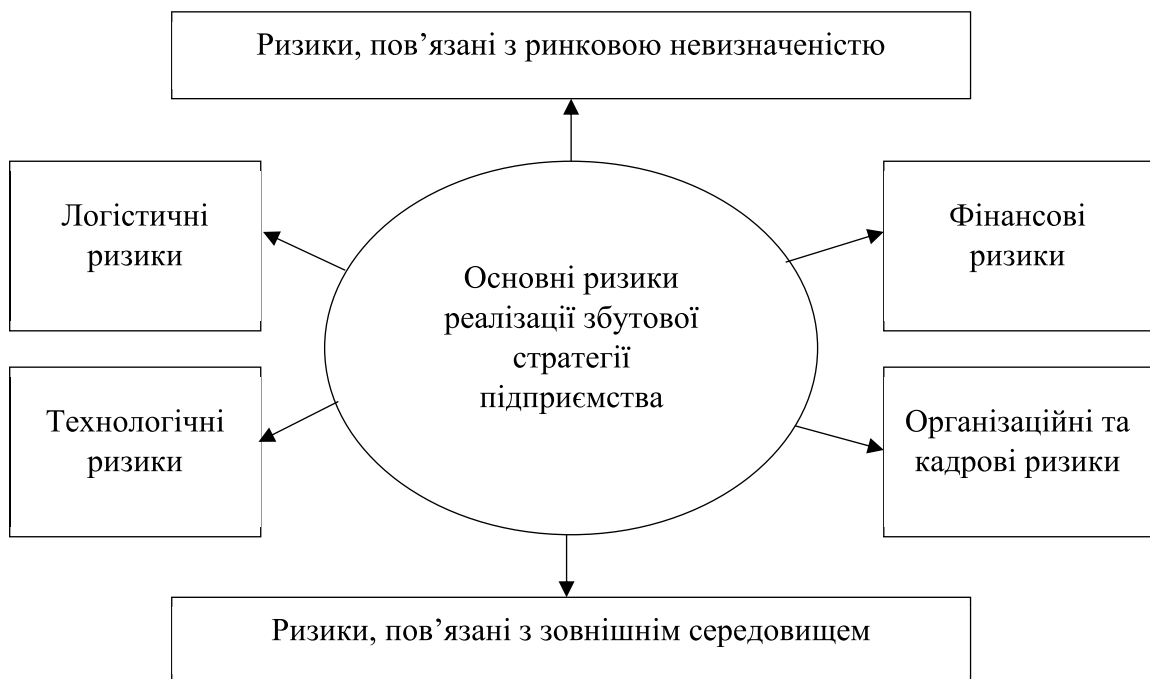 Ризики, пов’язані з ринковою невизначеністю
Логістичні
ризики
Фінансові
ризики
Основні ризики
реалізації збутової
стратегії
підприємства
Технологічні
ризики
Організаційні та
кадрові ризики
Ризики, пов’язані з зовнішнім середовищем